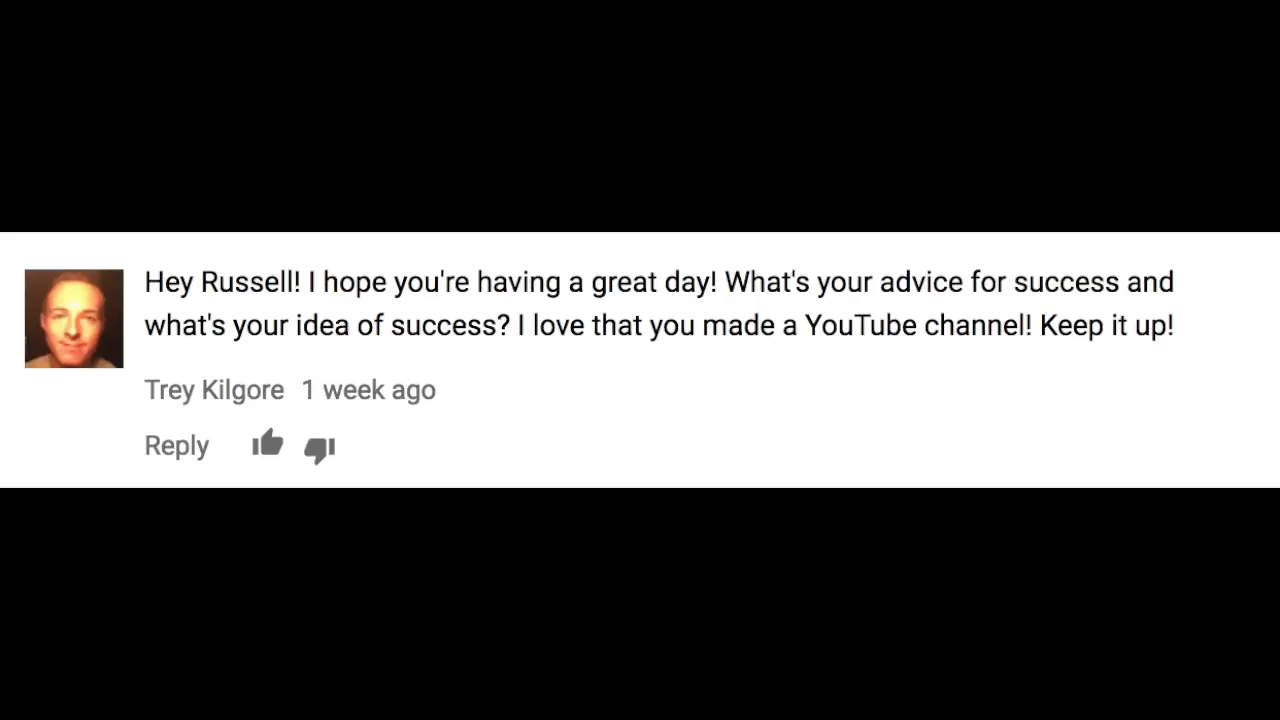 Hey Russell! I hope you're having a great day! What's your advice for success and
what's your idea of success? I love that you made a YouTube channel! Keep it up!
Trey Kilgore 1 week ago
Reply